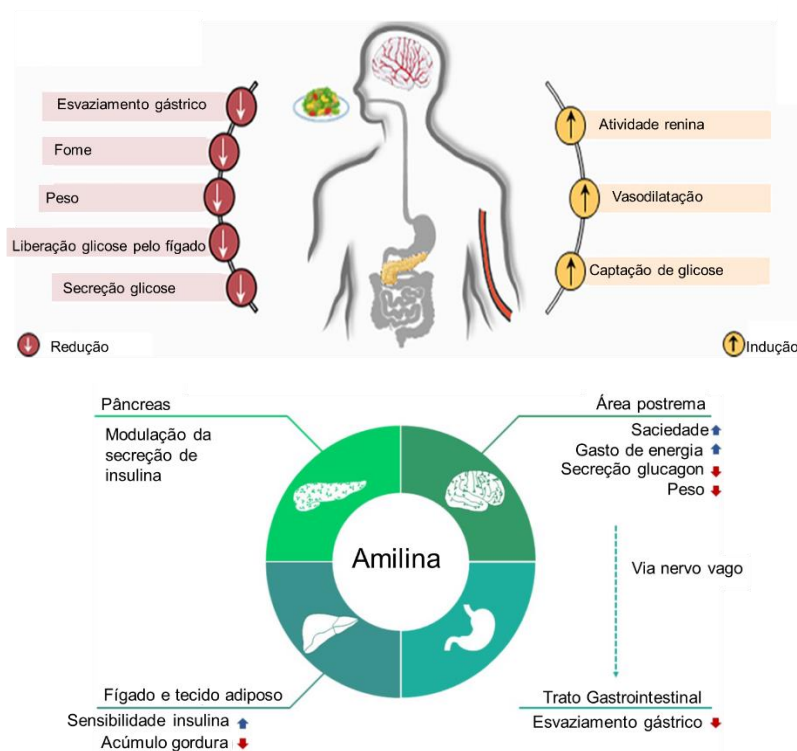 Esvaziamento gástrico
Fome
Peso
Liberação glicose pelo fígado
Secreção glicose
Redução
Atividade renina
Vasodilatação
Captação de glicose
Indução
Pâncreas
Modulação da
secreção de
insulina
Área postrema
Saciedade
Gasto de energia
Secreção glucagon
Peso
Amilina
Via nervo vago
Fígado e tecido adiposo
Sensibilidade insulina
Acúmulo gordura
Trato Gastrointestinal
Esvaziamento gástrico